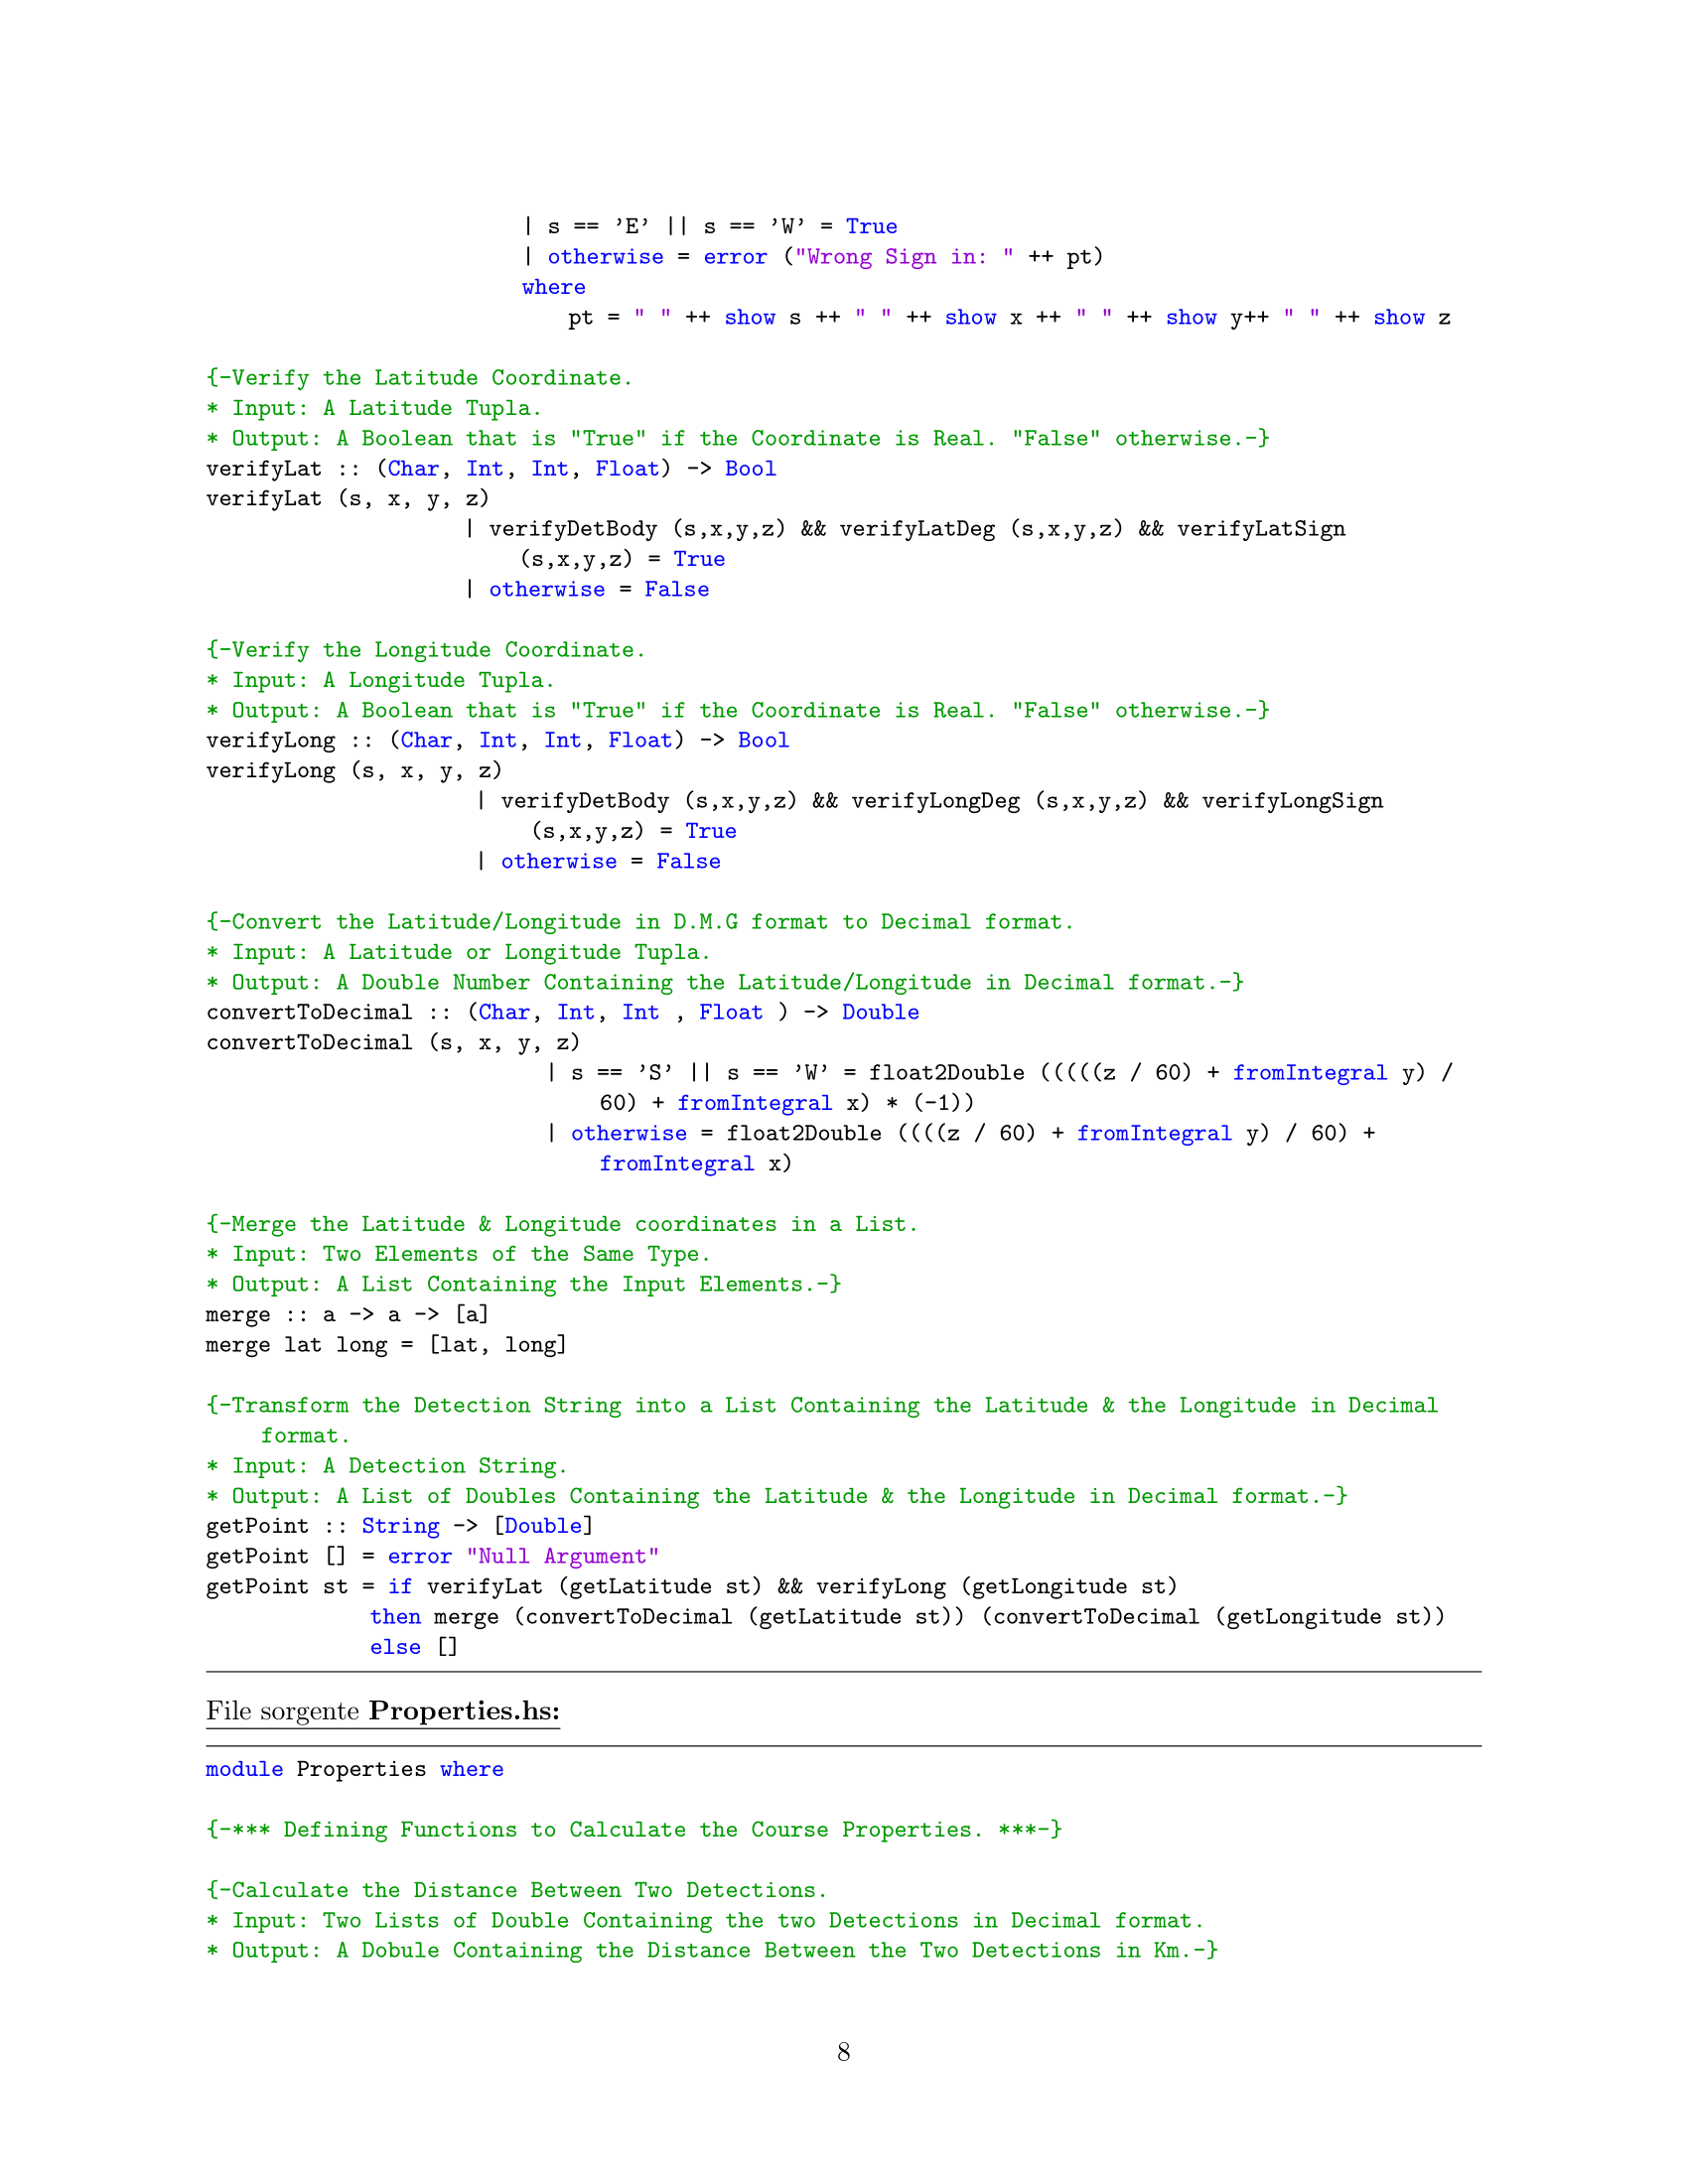 | s == ’E’ || s == ’W’ = True
| otherwise = error ("Wrong Sign in: " ++ pt)
where
pt = " " ++ show s ++ " " ++ show x ++ " " ++ show y++ " " ++ show z
{-Verify the Latitude Coordinate.
* Input: A Latitude Tupla.
* Output: A Boolean that is "True" if the Coordinate is Real. "False" otherwise.-}
verifyLat :: (Char, Int, Int, Float) -> Bool
verifyLat (s, x, y, z)
| verifyDetBody (s,x,y,z) && verifyLatDeg (s,x,y,z) && verifyLatSign
(s,x,y,z) = True
| otherwise = False
{-Verify the Longitude Coordinate.
* Input: A Longitude Tupla.
* Output: A Boolean that is "True" if the Coordinate is Real. "False" otherwise.-}
verifyLong :: (Char, Int, Int, Float) -> Bool
verifyLong (s, x, y, z)
| verifyDetBody (s,x,y,z) && verifyLongDeg (s,x,y,z) && verifyLongSign
(s,x,y,z) = True
| otherwise = False
{-Convert the Latitude/Longitude in D.M.G format to Decimal format.
* Input: A Latitude or Longitude Tupla.
* Output: A Double Number Containing the Latitude/Longitude in Decimal format.-}
convertToDecimal :: (Char, Int, Int , Float ) -> Double
convertToDecimal (s, x, y, z)
| s == ’S’ || s == ’W’ = float2Double (((((z / 60) + fromIntegral y) /
60) + fromIntegral x) * (-1))
| otherwise = float2Double ((((z / 60) + fromIntegral y) / 60) +
fromIntegral x)
{-Merge the Latitude & Longitude coordinates in a List.
* Input: Two Elements of the Same Type.
* Output: A List Containing the Input Elements.-}
merge :: a -> a -> [a]
merge lat long = [lat, long]
{-Transform the Detection String into a List Containing the Latitude & the Longitude in Decimal
format.
* Input: A Detection String.
* Output: A List of Doubles Containing the Latitude & the Longitude in Decimal format.-}
getPoint :: String -> [Double]
getPoint [] = error "Null Argument"
getPoint st = if verifyLat (getLatitude st) && verifyLong (getLongitude st)
then merge (convertToDecimal (getLatitude st)) (convertToDecimal (getLongitude st))
else []
File sorgente Properties.hs:
module Properties where
{-*** Defining Functions to Calculate the Course Properties. ***-}
{-Calculate the Distance Between Two Detections.
* Input: Two Lists of Double Containing the two Detections in Decimal format.
* Output: A Dobule Containing the Distance Between the Two Detections in Km.-}
8